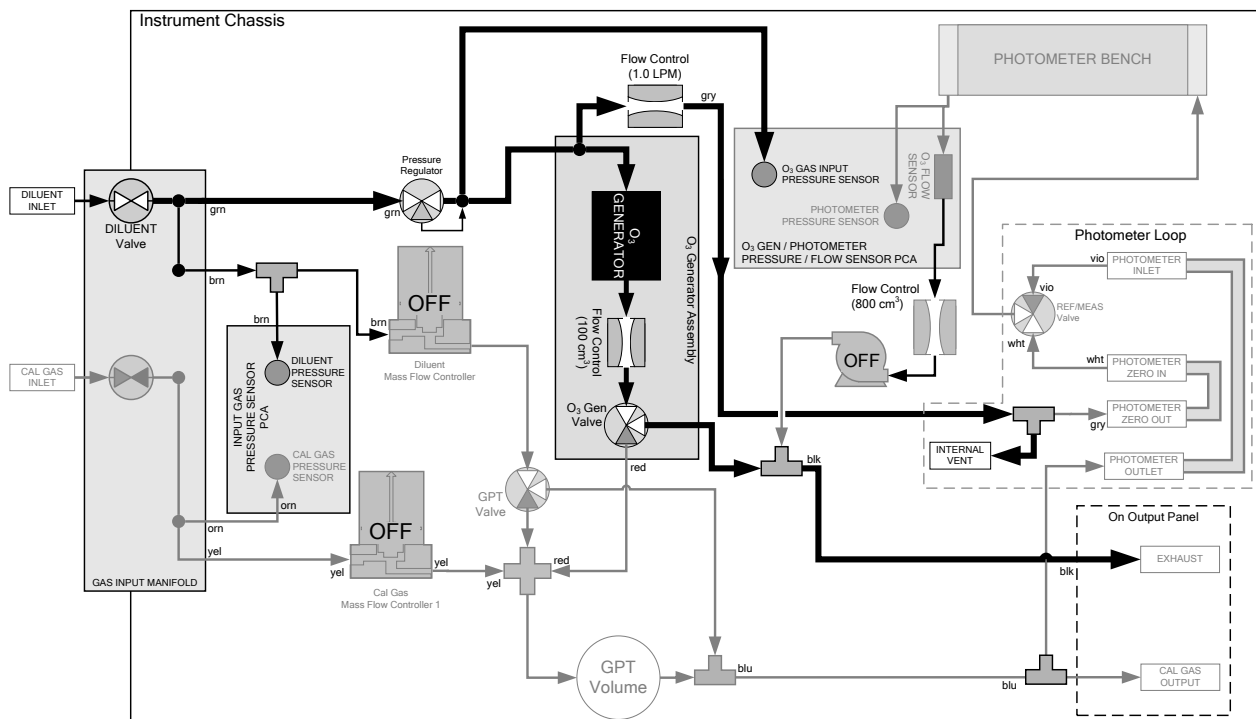 Instrument Chassis
Flow Control
(1.0 LPM)
gry
PHOTOMETER BENCH
Pressure
Regulator
O3 GAS INPUT
PRESSURE SENSOR
O3 FLOW
SENSOR
PHOTOMETER
PRESSURE SENSOR
O3 GEN / PHOTOMETER
PRESSURE / FLOW SENSOR PCA
DILUENT
INLET
DILUENT
Valve
grn
grn
O3
GENERATOR
O3 Generator Assembly
Photometer Loop
vio
PHOTOMETER
INLET
vio
REF/MEAS
Valve
wht
wht
PHOTOMETER
ZERO IN
brn
brn
brn
OFF
Diluent
Mass Flow Controller
Flow Control
(100 cm3)
Flow Control
(800 cm3)
OFF
CAL GAS
INLET
DILUENT
PRESSURE
SENSOR
INPUT GAS
PRESSURE SENSOR
PCA
CAL GAS
PRESSURE
SENSOR
O3 Gen
Valve
gry
PHOTOMETER
ZERO OUT
INTERNAL
VENT
PHOTOMETER
OUTLET
red
blk
GPT
Valve
orn
orn
yel
OFF
yel
yel
yel
red
Cal Gas
Mass Flow Controller 1
GAS INPUT MANIFOLD
On Output Panel
blk
EXHAUST
GPT
Volume
blu
blu
CAL GAS
OUTPUT